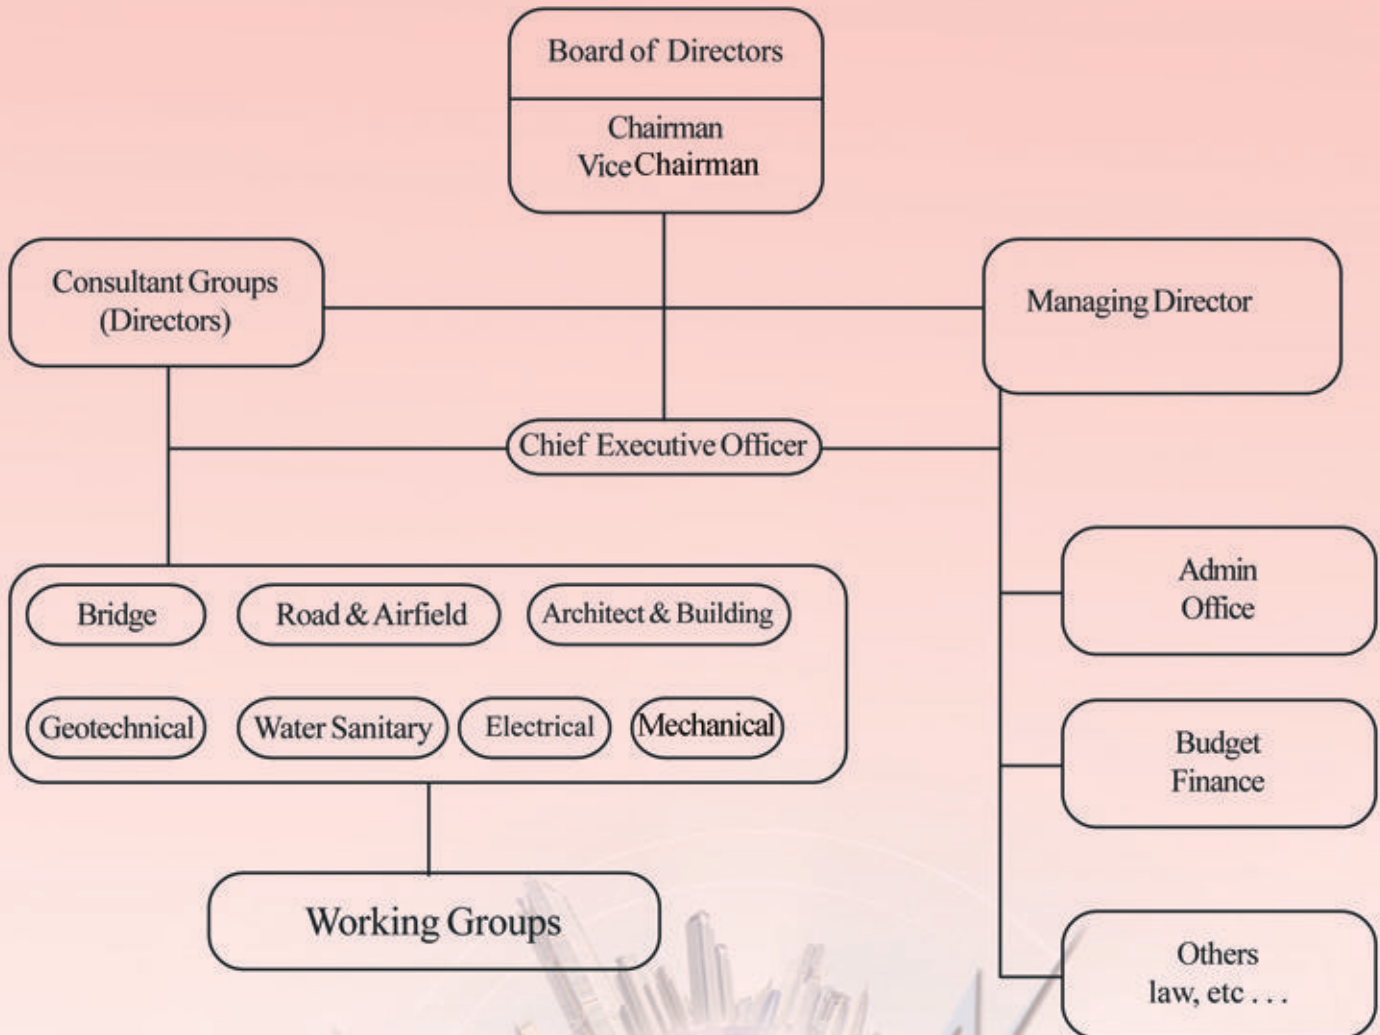 Board of Directors
Chairman
Vice Chairman
Consultant Groups
(Directors)
Managing Director
Chief Executive Officer
Bridge
Road & Airfield
Architect & Building
Geotechnical
Water Sanitary
Electrical
Mechanical
Working Groups
Admin
Office
Budget
Finance
Others
law, etc . . .